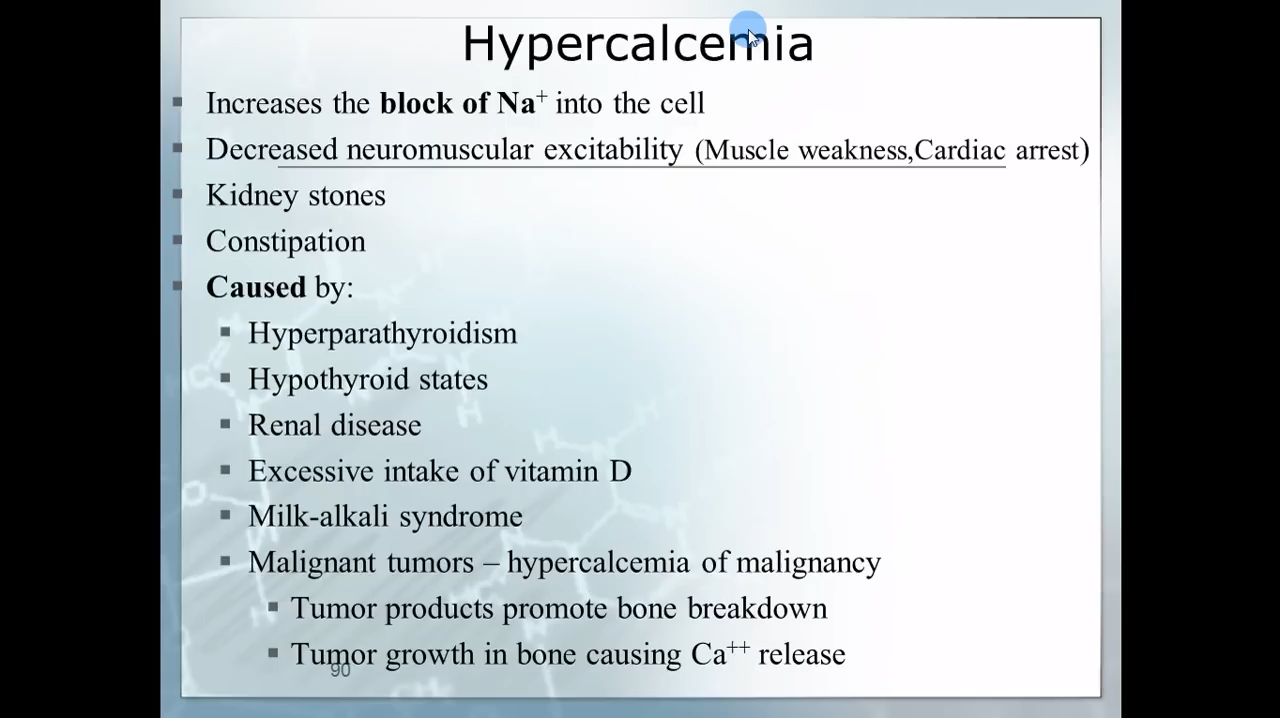 Hypercalcemia
Increases the block of Na+ into the cell
Decreased neuromuscular excitability (Muscle weakness,Cardiac arrest)
Kidney stones
Constipation
Caused by:
Hyperparathyroidism
Hypothyroid states
Renal disease
Excessive intake of vitamin D
Milk-alkali syndrome
Malignant tumors – hypercalcemia of malignancy
Tumor products promote bone breakdown
Tumor growth in bone causing Ca++ release
90